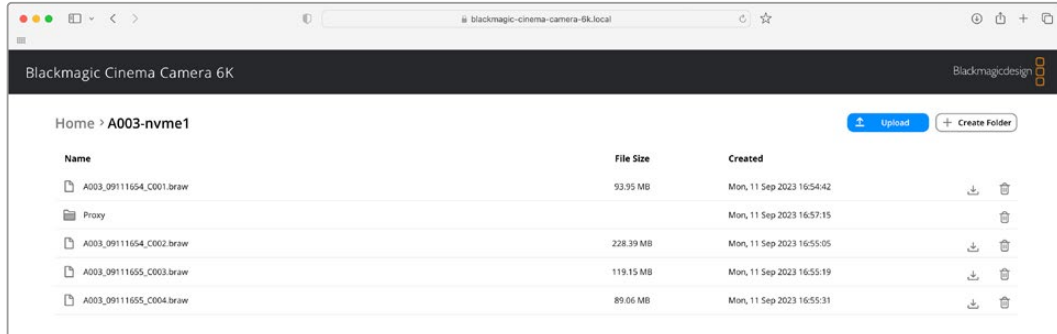 blackmagic-cinema-camera-6k.local
Blackmagic Cinema Camera 6K
Blackmagicdesign
Home > A003-nvme1
Upload
+ Create Folder
Name File Size Created
A003_09111654_C001.braw 93.95 MB Mon, 11 Sep 2023 16:54:42
Proxy Mon, 11 Sep 2023 16:57:15
A003_09111654_C002.braw 228.39 MB Mon, 11 Sep 2023 16:55:05
A003_09111655_C003.braw 119.15 MB Mon, 11 Sep 2023 16:55:19
A003_09111655_C004.braw 89.06 MB Mon, 11 Sep 2023 16:55:31